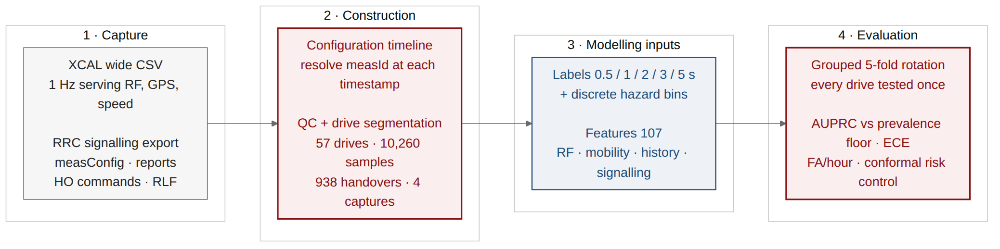 1 · Capture
XCAL wide CSV
1 Hz serving RF, GPS,
speed
RRC signalling export
measConfig · reports
HO commands · RLF
2 · Construction
Configuration timeline
resolve measId at each
timestamp
QC + drive segmentation
57 drives · 10,260
samples
938 handovers · 4
captures
3 · Modelling inputs
Labels 0.5 / 1 / 2 / 3 / 5 s
+ discrete hazard bins
Features 107
RF · mobility · history ·
signalling
4 · Evaluation
Grouped 5-fold rotation
every drive tested once
AUPRC vs prevalence
floor · ECE
FA/hour · conformal risk
control